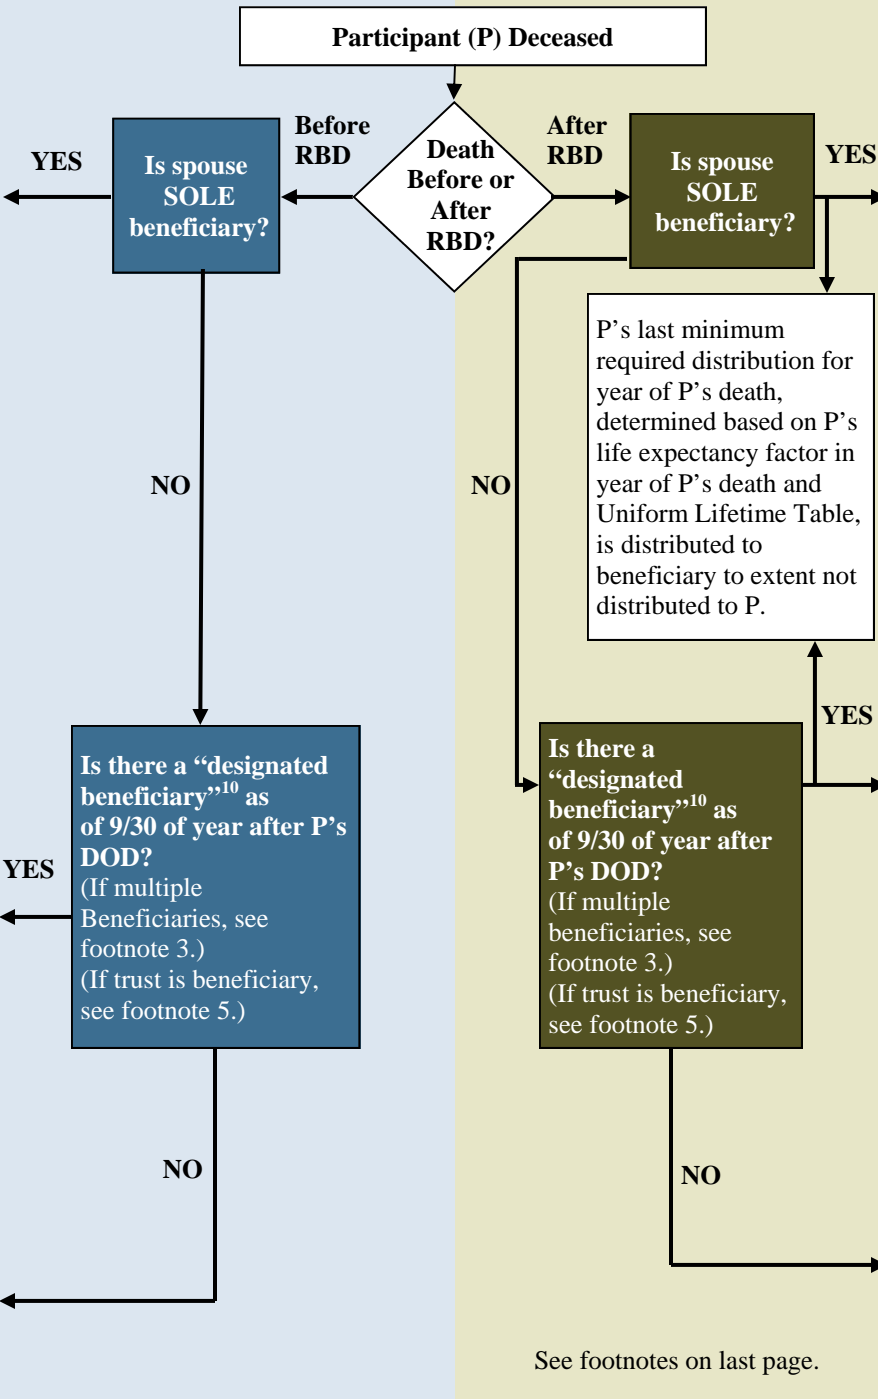 Participant (P) Deceased
Before
RBD
After
RBD
Death
Before or
After
RBD?
YES
Is spouse
SOLE
beneficiary?
Is spouse
SOLE
beneficiary?
YES
P's last minimum
required distribution for
year of P's death,
determined based on P's
life expectancy factor in
year of P's death and
Uniform Lifetime Table,
is distributed to
beneficiary to extent not
distributed to P.
NO
NO
YES
Is there a “designated
beneficiary”10 as
of 9/30 of year after P's
DOD?
(If multiple
Beneficiaries, see
footnote 3.)
(If trust is beneficiary,
see footnote 5.)
YES
Is there a
“designated
beneficiary”10 as
of 9/30 of year after
P's DOD?
(If multiple
beneficiaries, see
footnote 3.)
(If trust is beneficiary,
see footnote 5.)
NO
NO
See footnotes on last page.